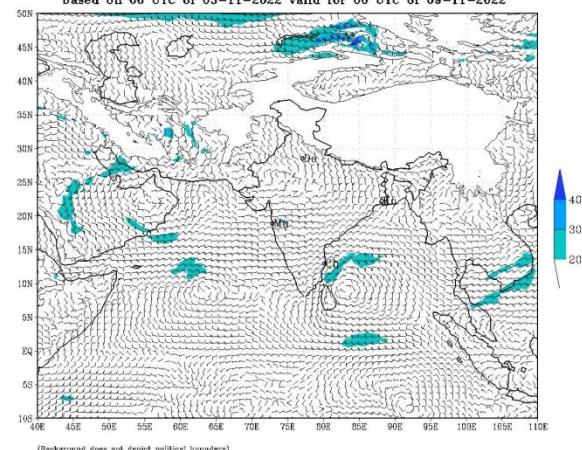 based on 00 UTC of 05-11-2022 valid for 00 UTC of 09-11-2022
50N
45N
40N
35N
30N
25N
20N
15N
10N
5N
EQ
5S
10S
40E 45E 50E 55E 60E 65E 70E 75E 80E 85E 90E 95E 100E 105E 110E
40
30
20
(Background does not depict political boundary)